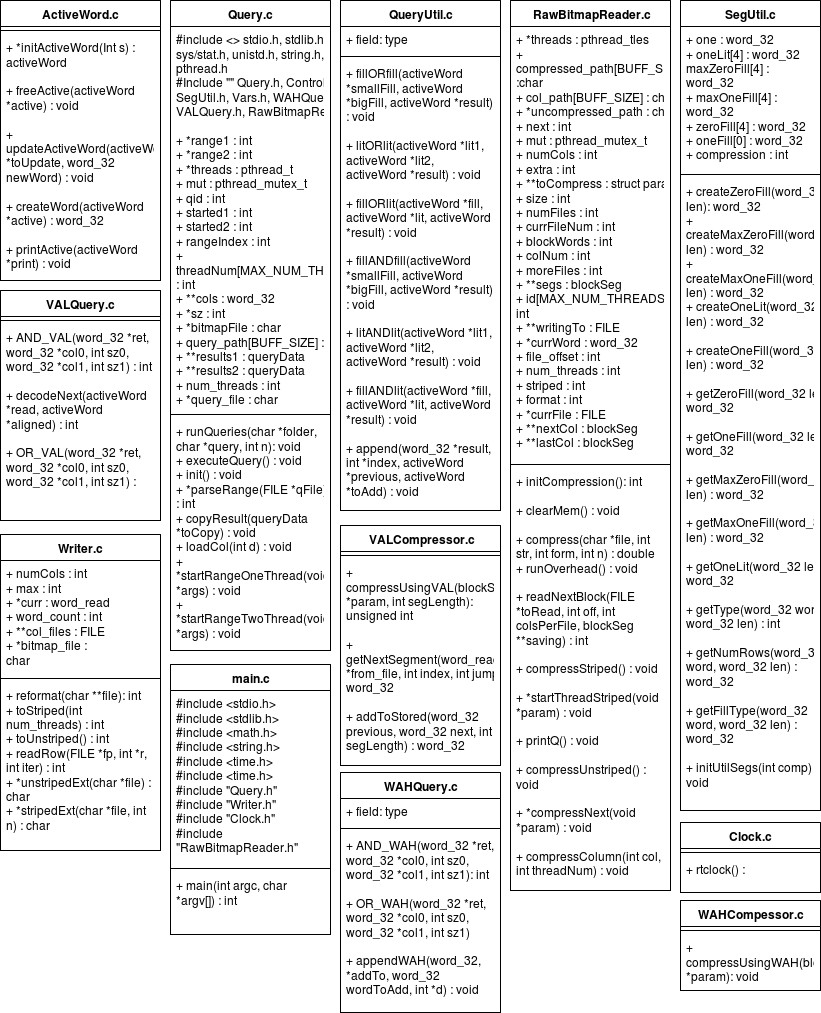 ActiveWord.c
+ *initActiveWord(Int s) :
activeWord
+ freeActive(activeWord
*active) : void
+
updateActiveWord(activeW
*toUpdate, word_32
newWord) : void
+ createWord(activeWord
*active) : word_32
+ printActive(activeWord
*print) : void
VALQuery.c
+ AND_VAL(word_32 *ret,
word_32 *col0, int sz0,
word_32 *col1, int sz1) : int
+ decodeNext(activeWord
*read, activeWord
*aligned) : int
+ OR_VAL(word_32 *ret,
word_32 *col0, int sz0,
word_32 *col1, int sz1) :
Writer.c
+ numCols : int
+ max : int
+ *curr : word_read
+ word_count : int
+ **col_files : FILE
+ *bitmap_file :
char
+ reformat(char **file): int
+ toStriped(int
num_threads) : int
+ toUnstriped() : int
+ readRow(FILE *fp, int *r,
int iter) : int
+ *unstripedExt(char *file) :
char
+ *stripedExt(char *file, int
n) : char
Query.c
#include <> stdio.h, stdlib.h
sys/stat.h, unistd.h, string.h,
pthread.h
#Include "" Query.h, Contro
SegUtil.h, Vars.h, WAHQue
VALQuery.h, RawBitmapRe
+ *range1 : int
+ *range2 : int
+ *threads : pthread_t
+ mut : pthread_mutex_t
+ qid : int
+ started1 : int
+ started2 : int
+ rangeIndex : int
+
threadNum[MAX_NUM_TH
: int
+ **cols : word_32
+ *sz : int
+ *bitmapFile : char
+ query_path[BUFF_SIZE] :
+ **results1 : queryData
+ **results2 : queryData
+ num_threads : int
+ *query_file : char
+ runQueries(char *folder,
char *query, int n): void
+ executeQuery() : void
+ init() : void
+ *parseRange(FILE *qFile)
: int
+ copyResult(queryData
*toCopy) : void
+ loadCol(int d) : void
+
*startRangeOneThread(voi
*args) : void
+
*startRangeTwoThread(voi
*args) : void
main.c
#include <stdio.h>
#include <stdlib.h>
#include <math.h>
#include <string.h>
#include <time.h>
#include <time.h>
#include "Query.h"
#include "Writer.h"
#include "Clock.h"
#include
"RawBitmapReader.h"
+ main(int argc, char
*argv[]) : int
QueryUtil.c
+ field: type
+ fillORfill(activeWord
*smallFill, activeWord
*bigFill, activeWord *result)
: void
+ litORlit(activeWord *lit1,
activeWord *lit2,
activeWord *result) : void
+ fillORlit(activeWord *fill,
activeWord *lit, activeWord
*result) : void
+ fillANDfill(activeWord
*smallFill, activeWord
*bigFill, activeWord *result)
: void
+ litANDlit(activeWord *lit1,
activeWord *lit2,
activeWord *result) : void
+ fillANDlit(activeWord *fill,
activeWord *lit, activeWord
*result) : void
+ append(word_32 *result,
int *index, activeWord
*previous, activeWord
*toAdd) : void
VALCompressor.c
+
compressUsingVAL(blockS
*param, int segLength):
unsigned int
+
getNextSegment(word_rea
*from_file, int index, int jump
word_32
+ addToStored(word_32
previous, word_32 next, int
segLength) : word_32
WAHQuery.c
+ field: type
+ AND_WAH(word_32 *ret,
word_32 *col0, int sz0,
word_32 *col1, int sz1): int
+ OR_WAH(word_32 *ret,
word_32 *col0, int sz0,
word_32 *col1, int sz1)
+ appendWAH(word_32,
*addTo, word_32
wordToAdd, int *d) : void
RawBitmapReader.c
+ *threads : pthread_tles
+
compressed_path[BUFF_S
:char
+ col_path[BUFF_SIZE] : ch
+ *uncompressed_path : ch
+ next : int
+ mut : pthread_mutex_t
+ numCols : int
+ extra : int
+ **toCompress : struct para
+ size : int
+ numFiles : int
+ currFileNum : int
+ blockWords : int
+ colNum : int
+ moreFiles : int
+ **segs : blockSeg
+ id[MAX_NUM_THREADS
int
+ **writingTo : FILE
+ *currWord : word_32
+ file_offset : int
+ num_threads : int
+ striped : int
+ format : int
+ *currFile : FILE
+ **nextCol : blockSeg
+ **lastCol : blockSeg
+ initCompression(): int
+ clearMem() : void
+ compress(char *file, int
str, int form, int n) : double
+ runOverhead() : void
+ readNextBlock(FILE
*toRead, int off, int
colsPerFile, blockSeg
**saving) : int
+ compressStriped() : void
+ *startThreadStriped(void
*param) : void
+ printQ() : void
+ compressUnstriped() :
void
+ *compressNext(void
*param) : void
+ compressColumn(int col,
int threadNum) : void
SegUtil.c
+ one : word_32
+ oneLit[4] : word_32
maxZeroFill[4] :
word_32
+ maxOneFill[4] :
word_32
+ zeroFill[4] : word_32
+ oneFill[0] : word_32
+ compression : int
+ createZeroFill(word_3
len): word_32
+
createMaxZeroFill(word
len) : word_32
+
createMaxOneFill(word_
len) : word_32
+ createOneLit(word_32
len) : word_32
+ createOneFill(word_3
len) : word_32
+ getZeroFill(word_32 le
word_32
+ getOneFill(word_32 le
word_32
+ getMaxZeroFill(word_
len) : word_32
+ getMaxOneFill(word_
len) : word_32
+ getOneLit(word_32 le
word_32
+ getType(word_32 wor
word_32 len) : int
+ getNumRows(word_3
word, word_32 len) :
word_32
+ getFillType(word_32
word, word_32 len) :
word_32
+ initUtilSegs(int comp)
void
Clock.c
+ rtclock() :
WAHCompessor.c
+
compressUsingWAH(blo
*param): void